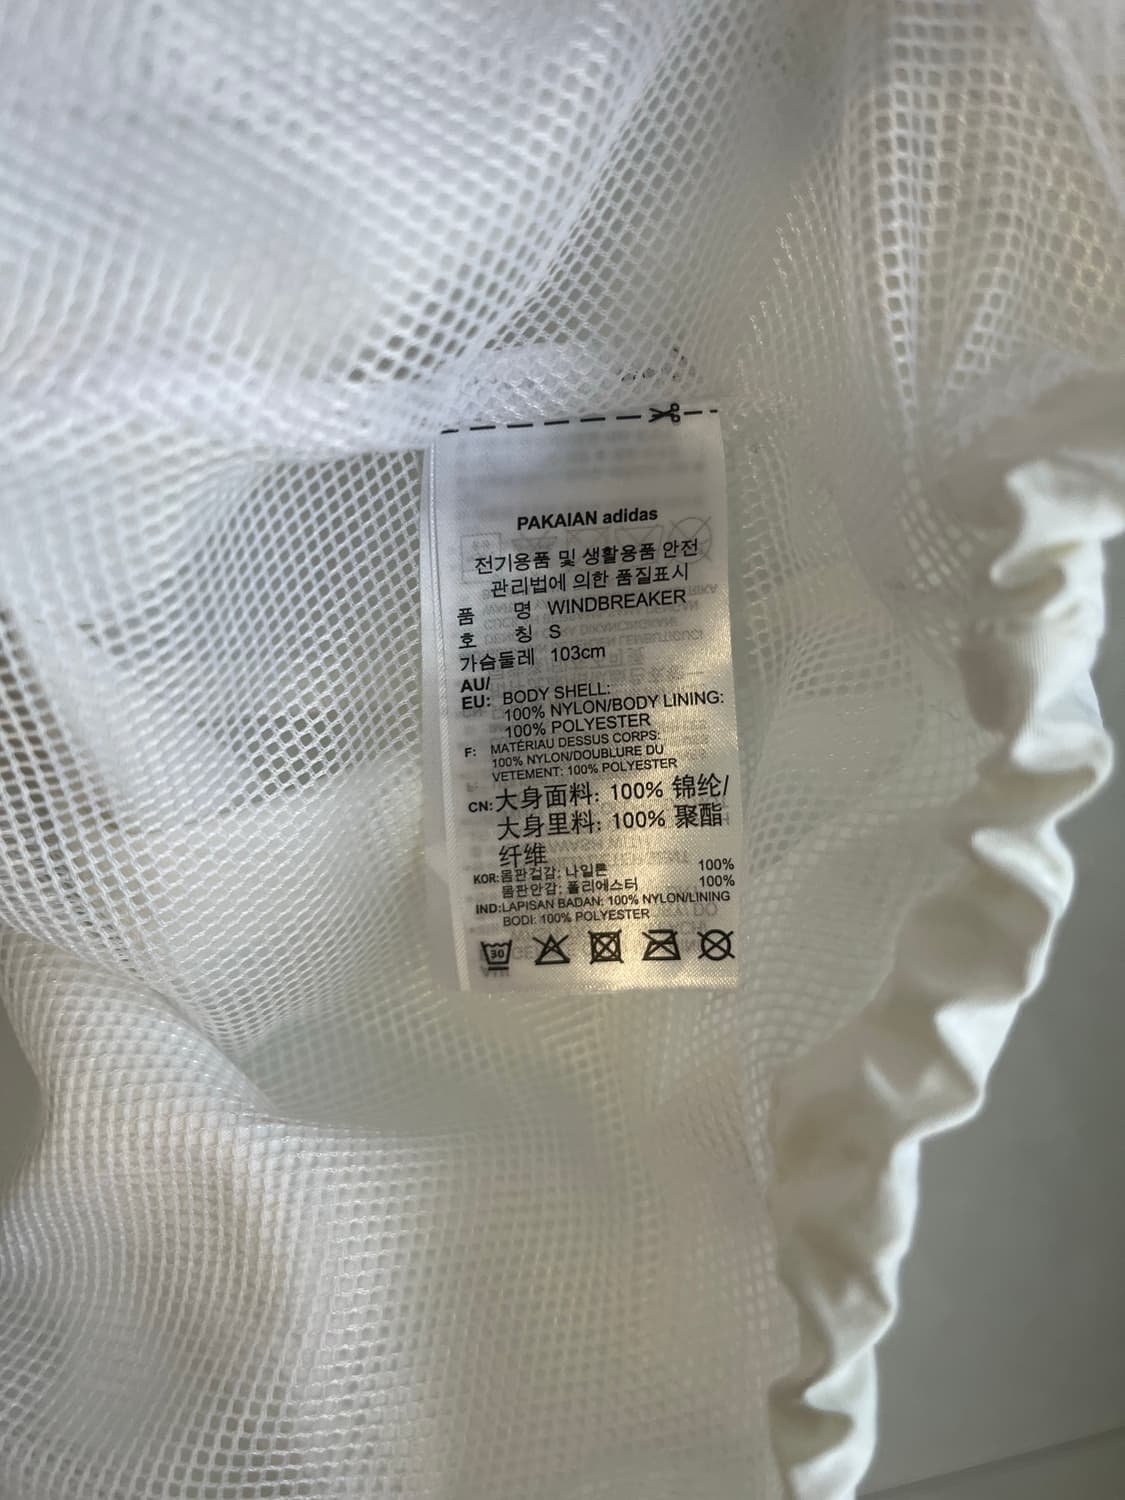 PAKAIAN adidas
전기용품 및 생활용품 안전
관리법에 의한 품질표시
품 명 WINDBREAKER
호 칭 S
가슴둘레 103cm
AU/
EU: BODY SHELL:
100% NYLON/BODY LINING:
100% POLYESTER
F: MATÉRIAU DESSUS CORPS:
100% NYLON/DOUBLURE DU
VETEMENT: 100% POLYESTER
CN: 大身面料: 100% 锦纶/
大身里料: 100% 聚酯
纤维
KOR: 몸판겉감: 나일론 100%
몸판안감: 폴리에스터 100%
IND: LAPISAN BADAN: 100% NYLON/LINING
BODI: 100% POLYESTER
30